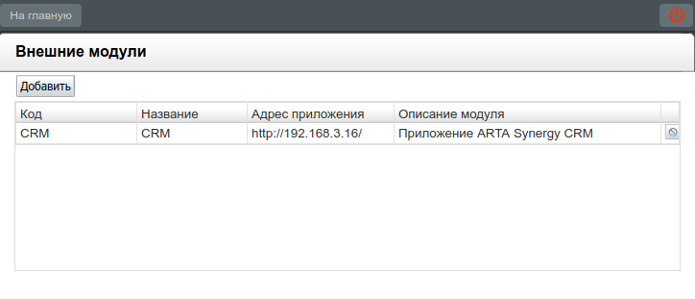 На главную
Внешние модули
Добавить
Код Название Адрес приложения Описание модуля
CRM CRM http://192.168.3.16/ Приложение ARTA Synergy CRM